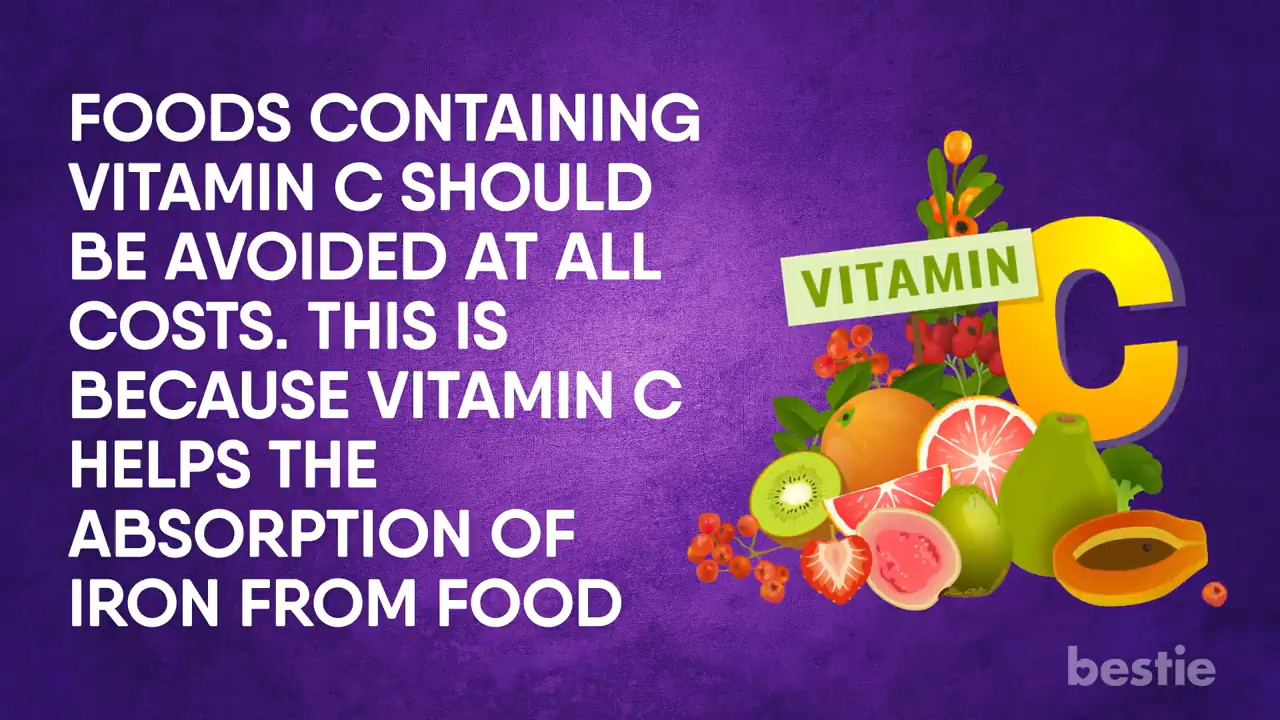 FOODS CONTAINING
VITAMIN C SHOULD
BE AVOIDED AT ALL
COSTS. THIS IS
BECAUSE VITAMIN C
HELPS THE
ABSORPTION OF
IRON FROM FOOD
VITAMIN
C
bestie